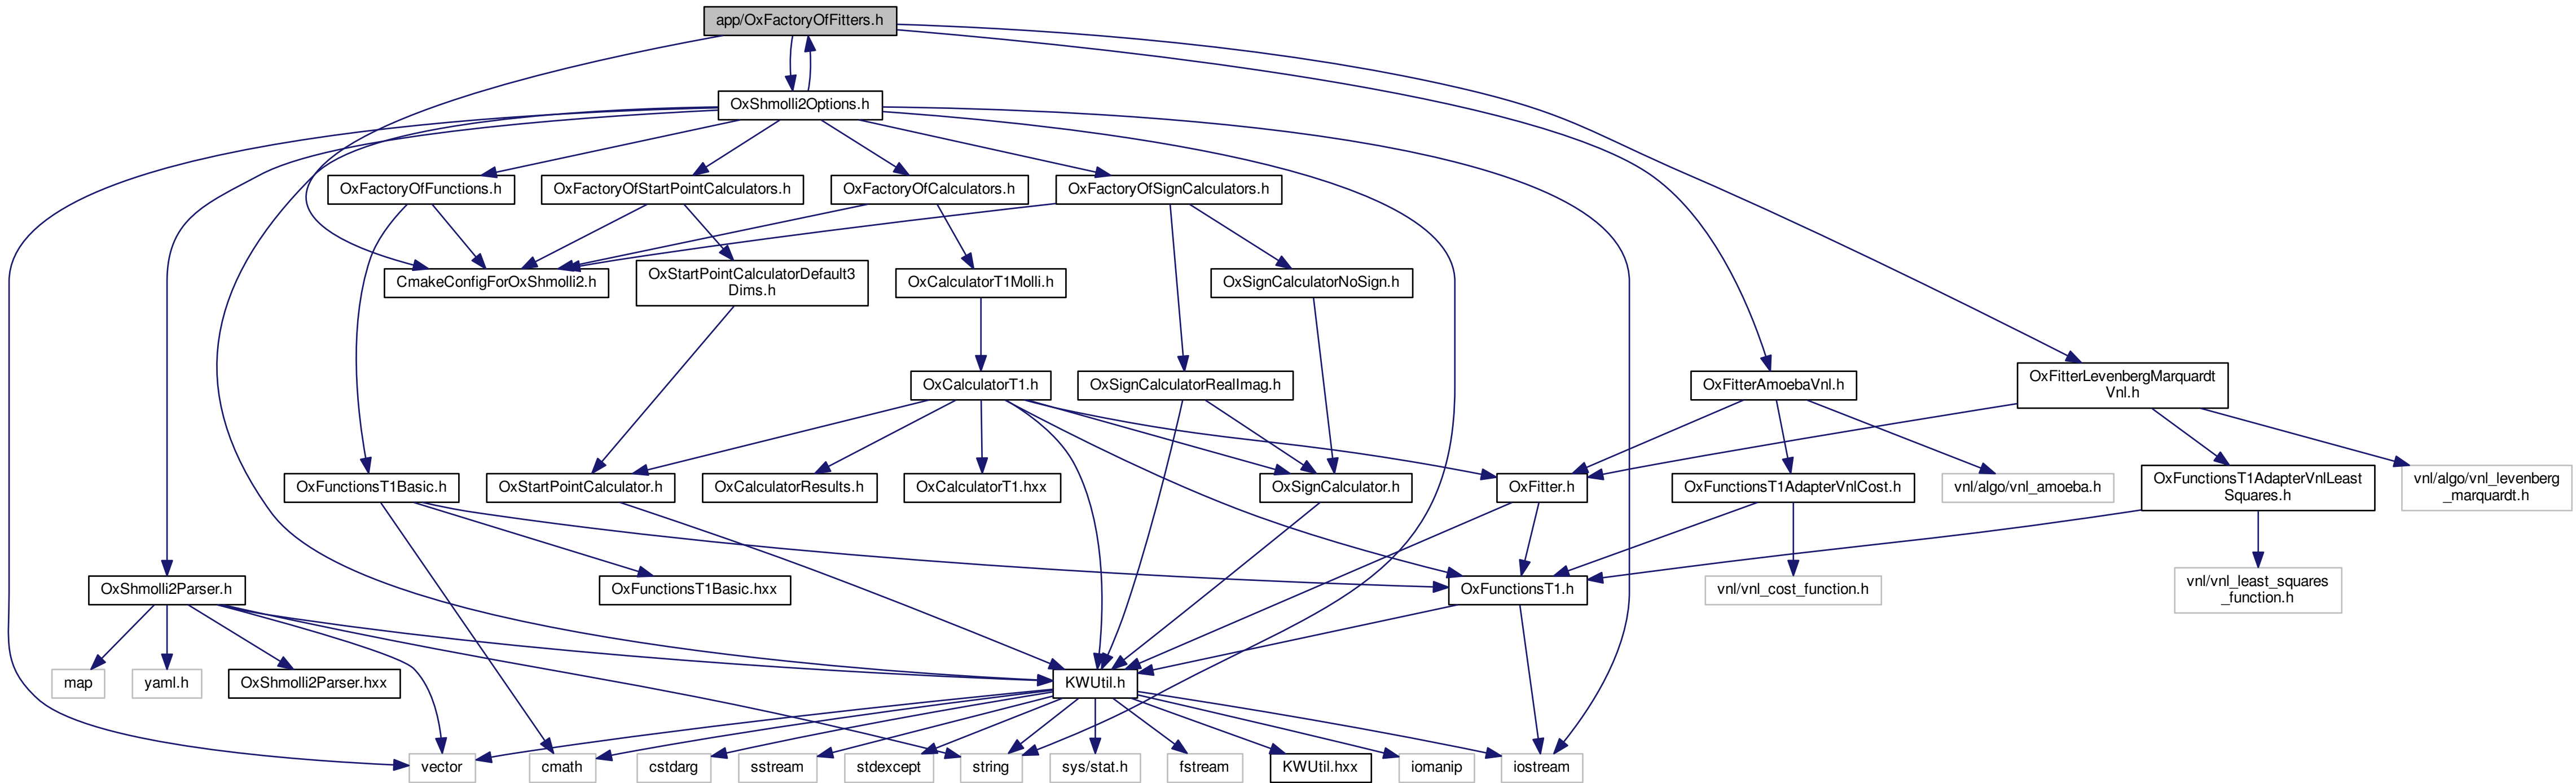 app/OxFactoryOfFitters.h
OxShmolli2Options.h
OxFactoryOfFunctions.h
OxFactoryOfStartPointCalculators.h
OxFactoryOfCalculators.h
OxFactoryOfSignCalculators.h
CmakeConfigForOxShmolli2.h
OxStartPointCalculatorDefault3
Dims.h
OxCalculatorT1Molli.h
OxSignCalculatorNoSign.h
OxCalculatorT1.h
OxSignCalculatorRealImag.h
OxFitterAmoebaVnl.h
OxFitterLevenbergMarquardt
Vnl.h
OxFunctionsT1Basic.h
OxStartPointCalculator.h
OxCalculatorResults.h
OxCalculatorT1.hxx
OxSignCalculator.h
OxFitter.h
OxFunctionsT1AdapterVnlCost.h
vnl/algo/vnl_amoeba.h
OxFunctionsT1AdapterVnlLeast
Squares.h
vnl/algo/vnl_levenberg
_marquardt.h
OxShmolli2Parser.h
OxFunctionsT1Basic.hxx
OxFunctionsT1.h
vnl/vnl_cost_function.h
vnl/vnl_least_squares
_function.h
map
yaml.h
OxShmolli2Parser.hxx
KWUtil.h
vector
cmath
cstdarg
sstream
stdexcept
string
sys/stat.h
fstream
KWUtil.hxx
iomanip
iostream